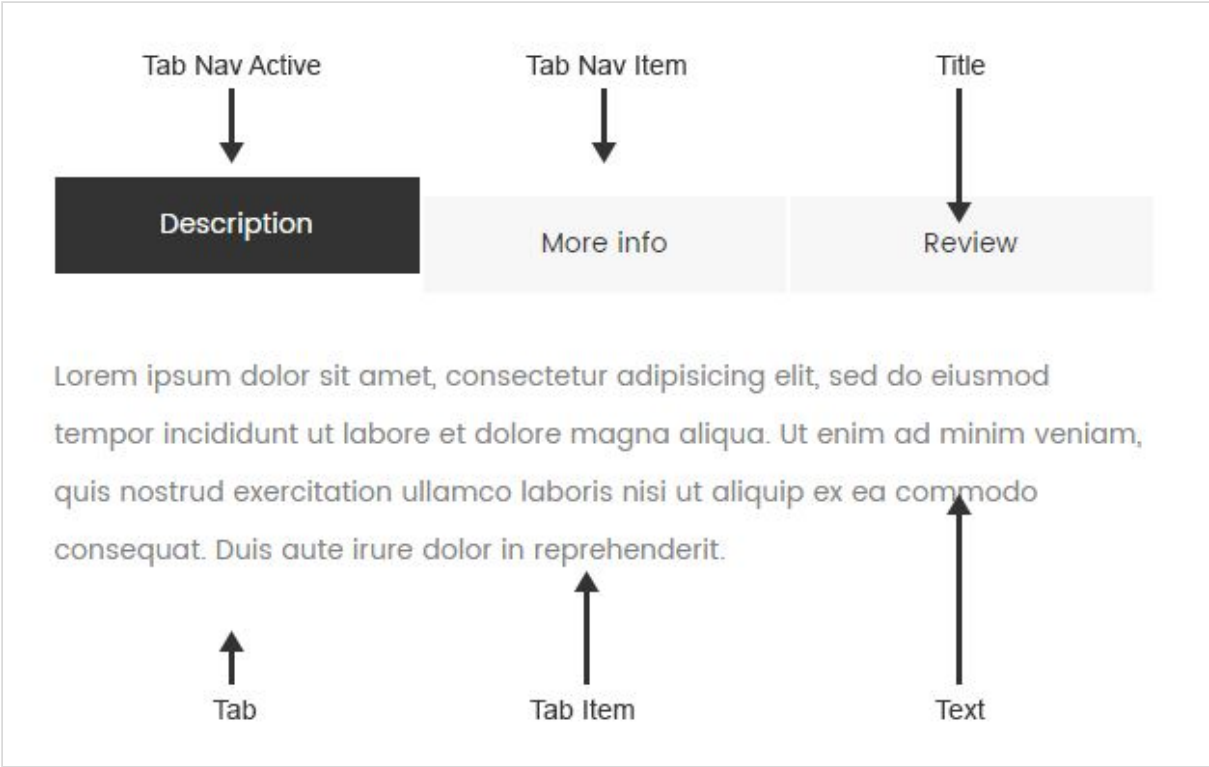 Tab Nav Active Tab Nav Item Title
Description
More info Review
Lorem ipsum dolor sit amet, consectetur adipisicing elit, sed do eiusmod
tempor incididunt ut labore et dolore magna aliqua. Ut enim ad minim veniam,
quis nostrud exercitation ullamco laboris nisi ut aliquip ex ea commodo
consequat. Duis aute irure dolor in reprehenderit.
Tab Tab Item Text